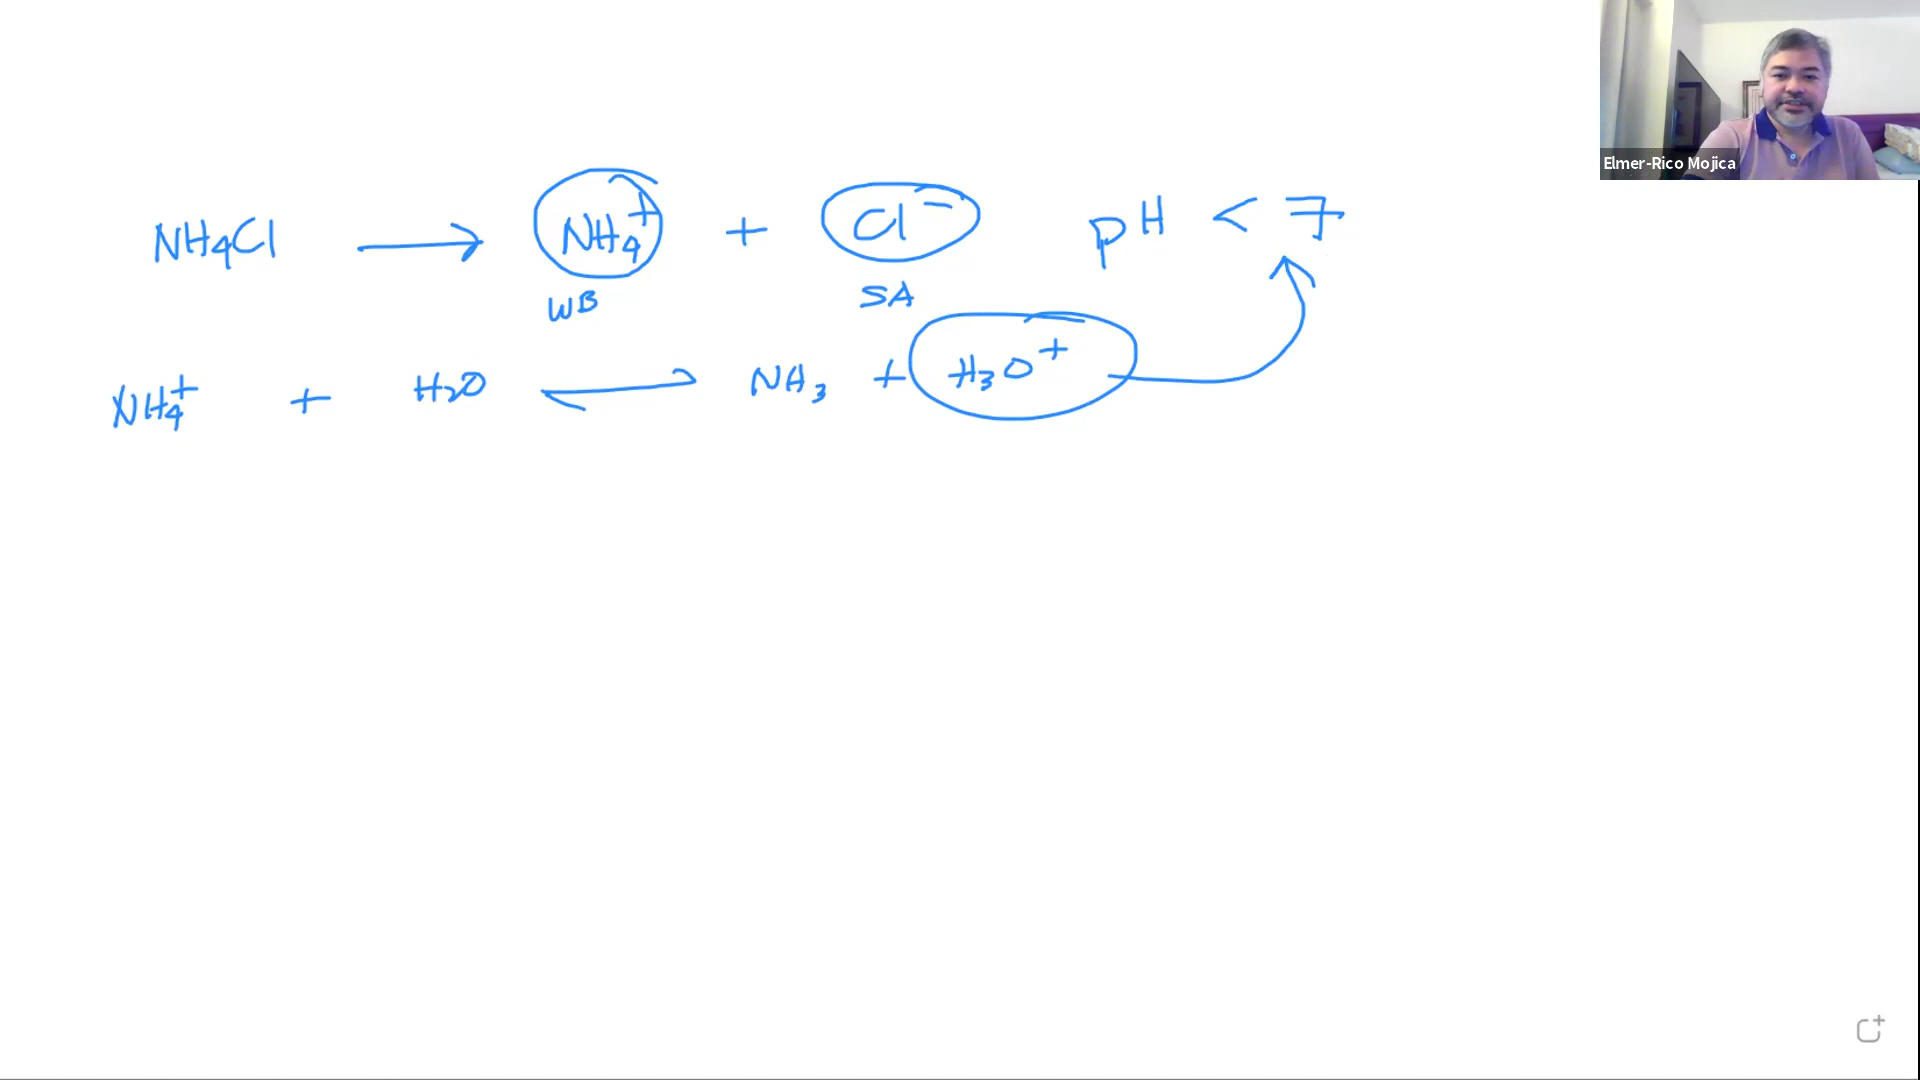 Elmer-Rico Mojica
NH₄Cl ⟶ NH₄⁺ + Cl⁻ pH < 7
WB SA
NH₄⁺ + H₂O ⇌ NH₃ + H₃O⁺